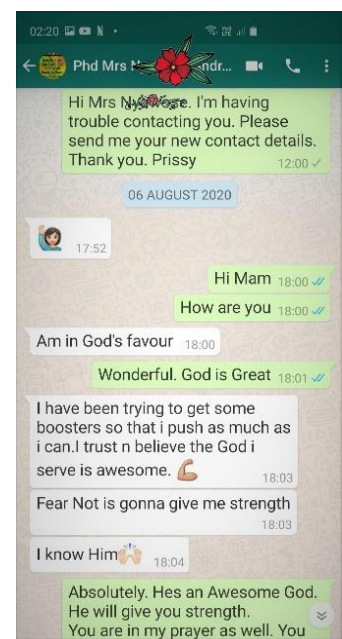 02:20
Phd Mrs ndr...
Hi Mrs I'm having
trouble contacting you. Please
send me your new contact details.
Thank you. Prissy 12:00
06 AUGUST 2020
17:52
Hi Mam 18:00
How are you 18:00
Am in God's favour 18:00
Wonderful. God is Great 18:01
I have been trying to get some
boosters so that i push as much as
i can.I trust n believe the God i
serve is awesome. 💪
18:03
Fear Not is gonna give me strength
18:03
I know Him🙌 18:04
Absolutely. Hes an Awesome God.
He will give you strength.
You are in my prayer as well. You